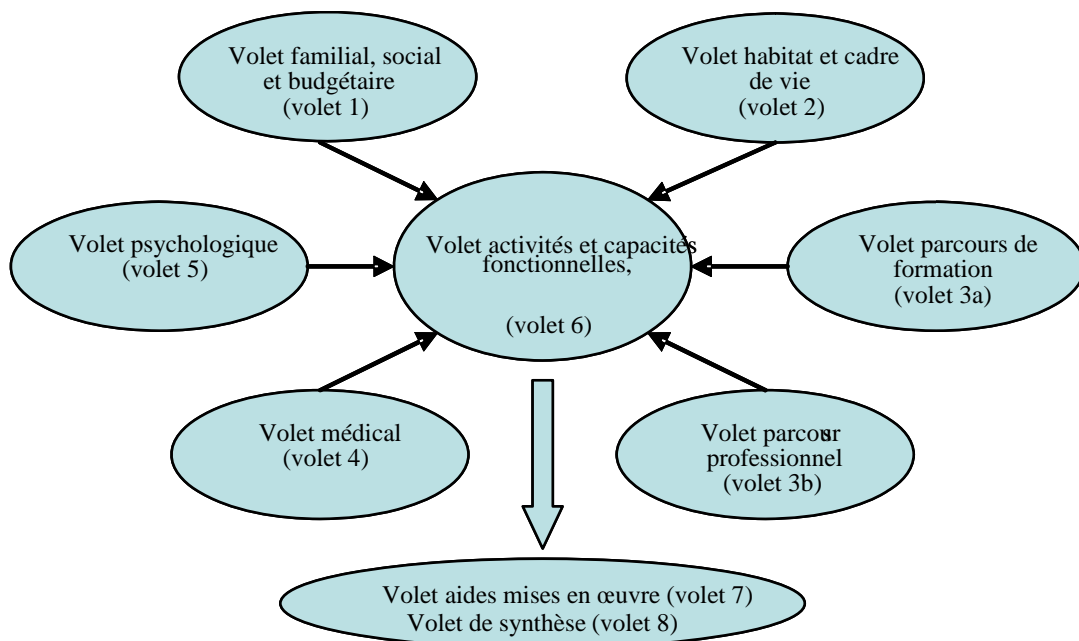 Volet familial, social
et budgétaire
(volet 1)
Volet habitat et cadre
de vie
(volet 2)
Volet psychologique
(volet 5)
Volet activités et capacités
fonctionnelles,
(volet 6)
Volet parcours de
formation
(volet 3a)
Volet médical
(volet 4)
Volet parcours
professionnel
(volet 3b)
Volet aides mises en œuvre (volet 7)
Volet de synthèse (volet 8)